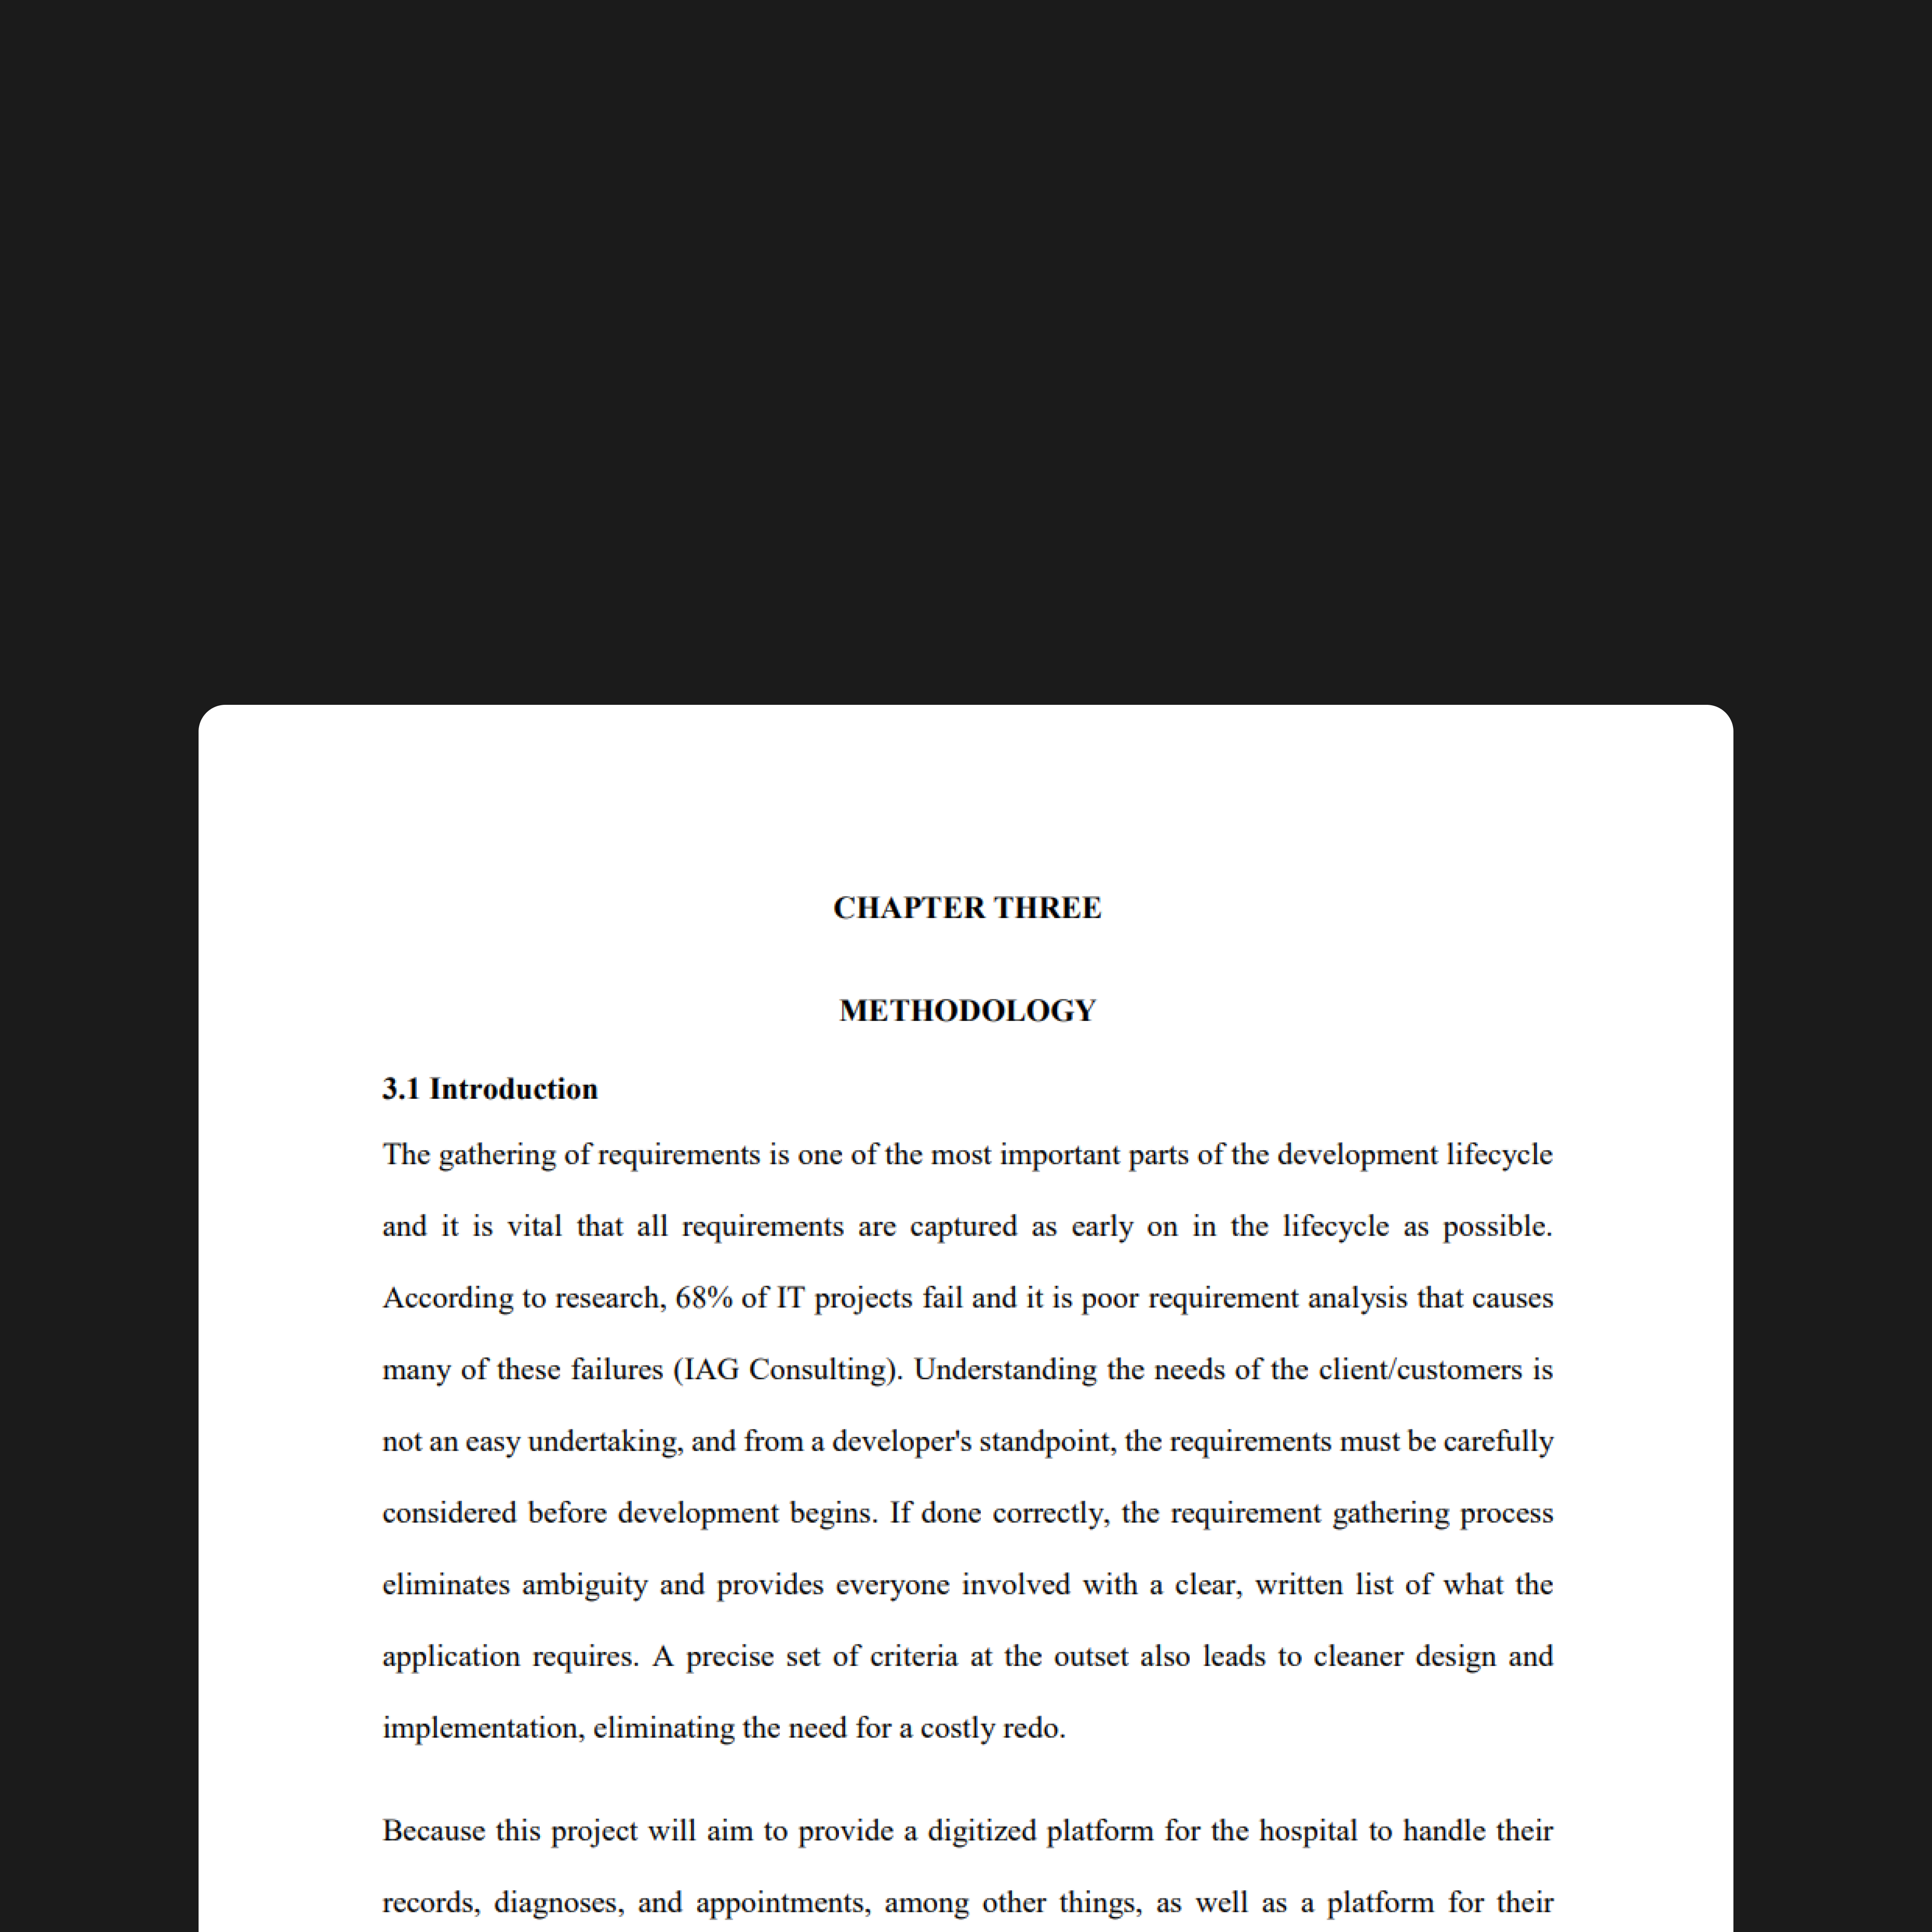 CHAPTER THREE
METHODOLOGY
3.1 Introduction
The gathering of requirements is one of the most important parts of the development lifecycle
and it is vital that all requirements are captured as early on in the lifecycle as possible.
According to research, 68% of IT projects fail and it is poor requirement analysis that causes
many of these failures (IAG Consulting). Understanding the needs of the client/customers is
not an easy undertaking, and from a developer's standpoint, the requirements must be carefully
considered before development begins. If done correctly, the requirement gathering process
eliminates ambiguity and provides everyone involved with a clear, written list of what the
application requires. A precise set of criteria at the outset also leads to cleaner design and
implementation, eliminating the need for a costly redo.
Because this project will aim to provide a digitized platform for the hospital to handle their
records, diagnoses, and appointments, among other things, as well as a platform for their